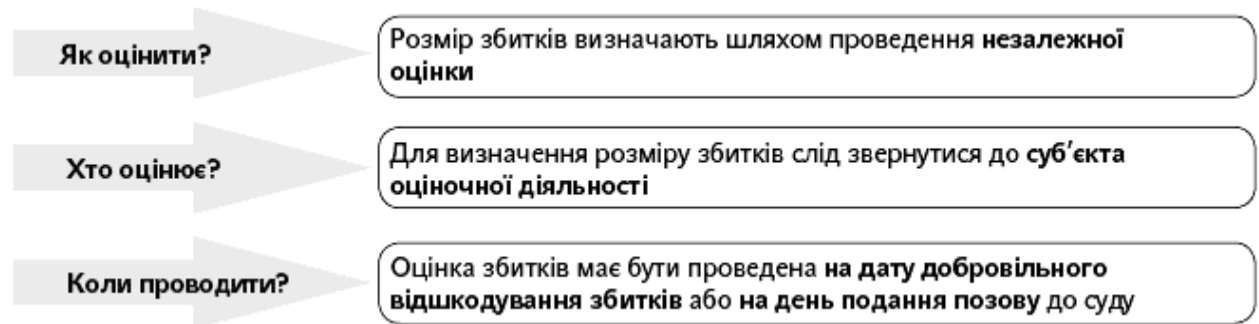 Як оцінити?
Розмір збитків визначають шляхом проведення незалежної
оцінки
Хто оцінює?
Для визначення розміру збитків слід звернутися до суб’єкта
оціночної діяльності
Коли проводити?
Оцінка збитків має бути проведена на дату добровільного
відшкодування збитків або на день подання позову до суду